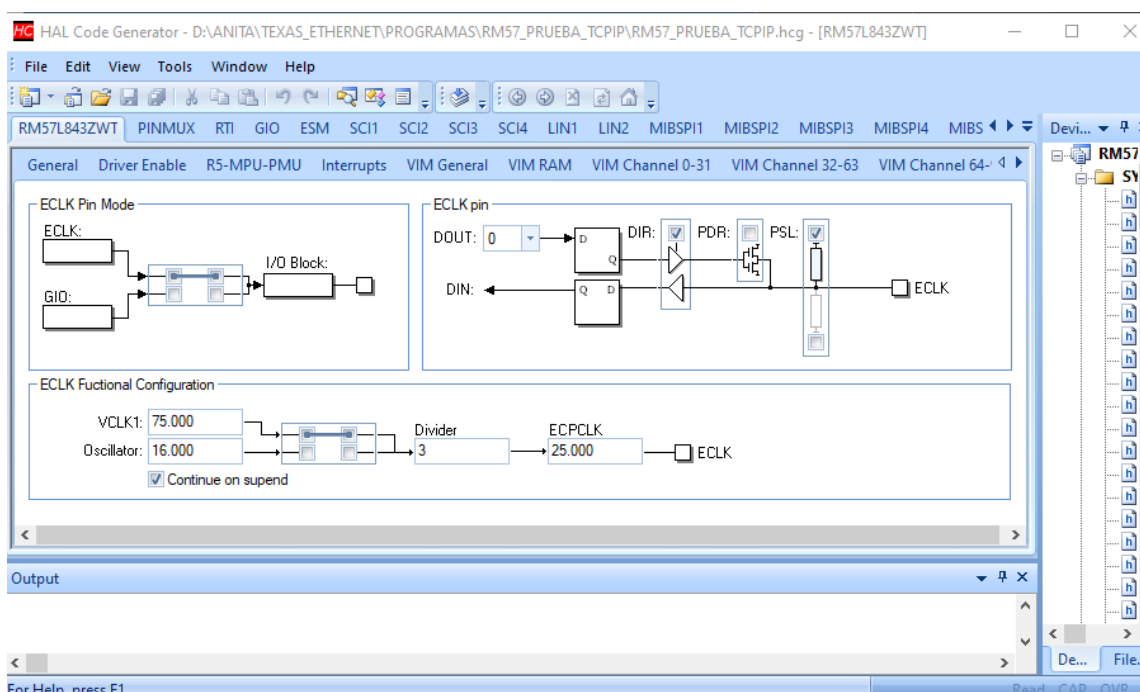 HC HAL Code Generator - D:\ANITA\TEXAS_ETHERNET\PROGRAMAS\RM57_PRUEBA_TCPIP\RM57_PRUEBA_TCPIP.hcg - [RM57L843ZWT]
File Edit View Tools Window Help
RM57L843ZWT PINMUX RTI GIO ESM SCI1 SCI2 SCI3 SCI4 LIN1 LIN2 MIBSPI1 MIBSPI2 MIBSPI3 MIBSPI4 MIBS
Devi...
General Driver Enable R5-MPU-PMU Interrupts VIM General VIM RAM VIM Channel 0-31 VIM Channel 32-63 VIM Channel 64-
RM57
SY
ECLK Pin Mode
ECLK:
I/O Block:
GIO:
ECLK pin
DOUT: 0 D Q DIR: PDR: PSL:
DIN: Q D ECLK
ECLK Fuctional Configuration
VCLK1: 75.000
Oscillator: 16.000
Divider
3
ECPCLK
25.000
ECLK
Continue on supend
Output
De... File.
For Help, press F1
Read CAP OVR